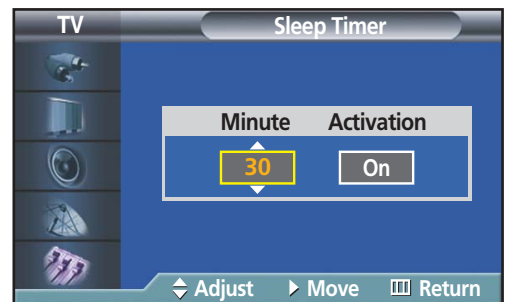 TV Sleep Timer
Minute Activation
30 On
Adjust Move Return